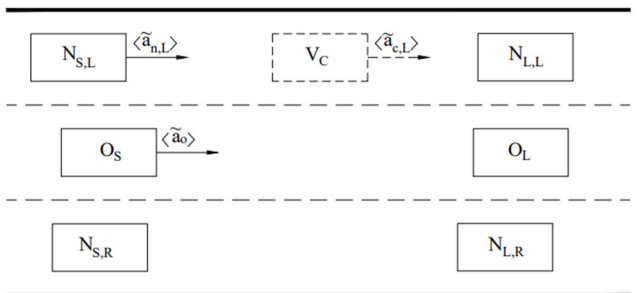 N_{S,L} ⟨ã_{n,L}⟩ V_C ⟨ã_{c,L}⟩ N_{L,L}
O_S ⟨ã_o⟩ O_L
N_{S,R} N_{L,R}